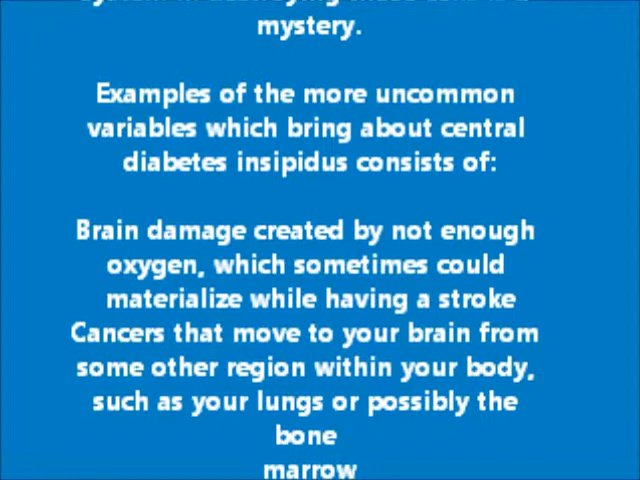 mystery.
Examples of the more uncommon
variables which bring about central
diabetes insipidus consists of:
Brain damage created by not enough
oxygen, which sometimes could
materialize while having a stroke
Cancers that move to your brain from
some other region within your body,
such as your lungs or possibly the
bone
marrow